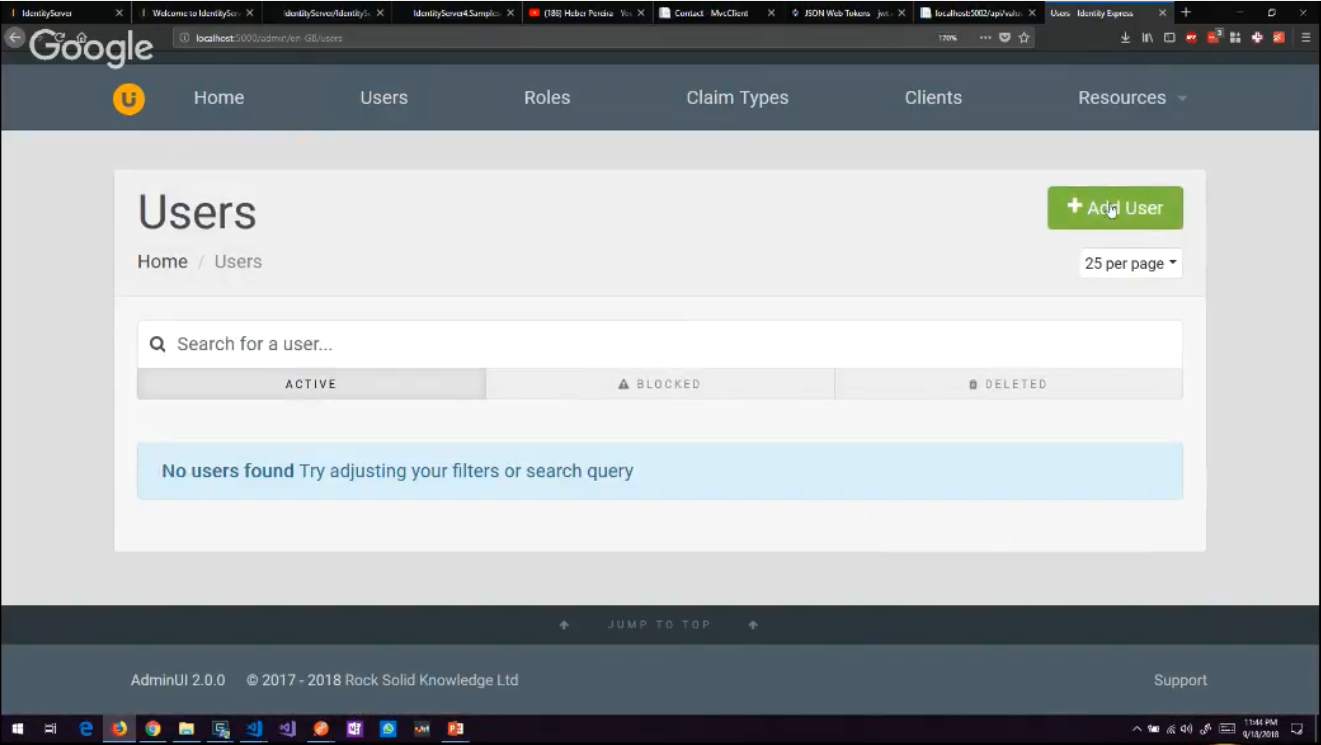 IdentityServer
Welcome to IdentityServ
IdentityServer/IdentitySe
IdentityServer4.Samples
(186) Heber Pereira
Contact - MvcClient
JSON Web Tokens - jwt.
localhost:5002/api/valu
Users - Identity Express
localhost:5000/admin/en-GB/users
170%
Google
Home
Users
Roles
Claim Types
Clients
Resources
Users
Add User
Home / Users
25 per page
Search for a user...
ACTIVE
BLOCKED
DELETED
No users found Try adjusting your filters or search query
JUMP TO TOP
AdminUI 2.0.0 © 2017 - 2018 Rock Solid Knowledge Ltd
Support
11:44 PM
9/18/2018